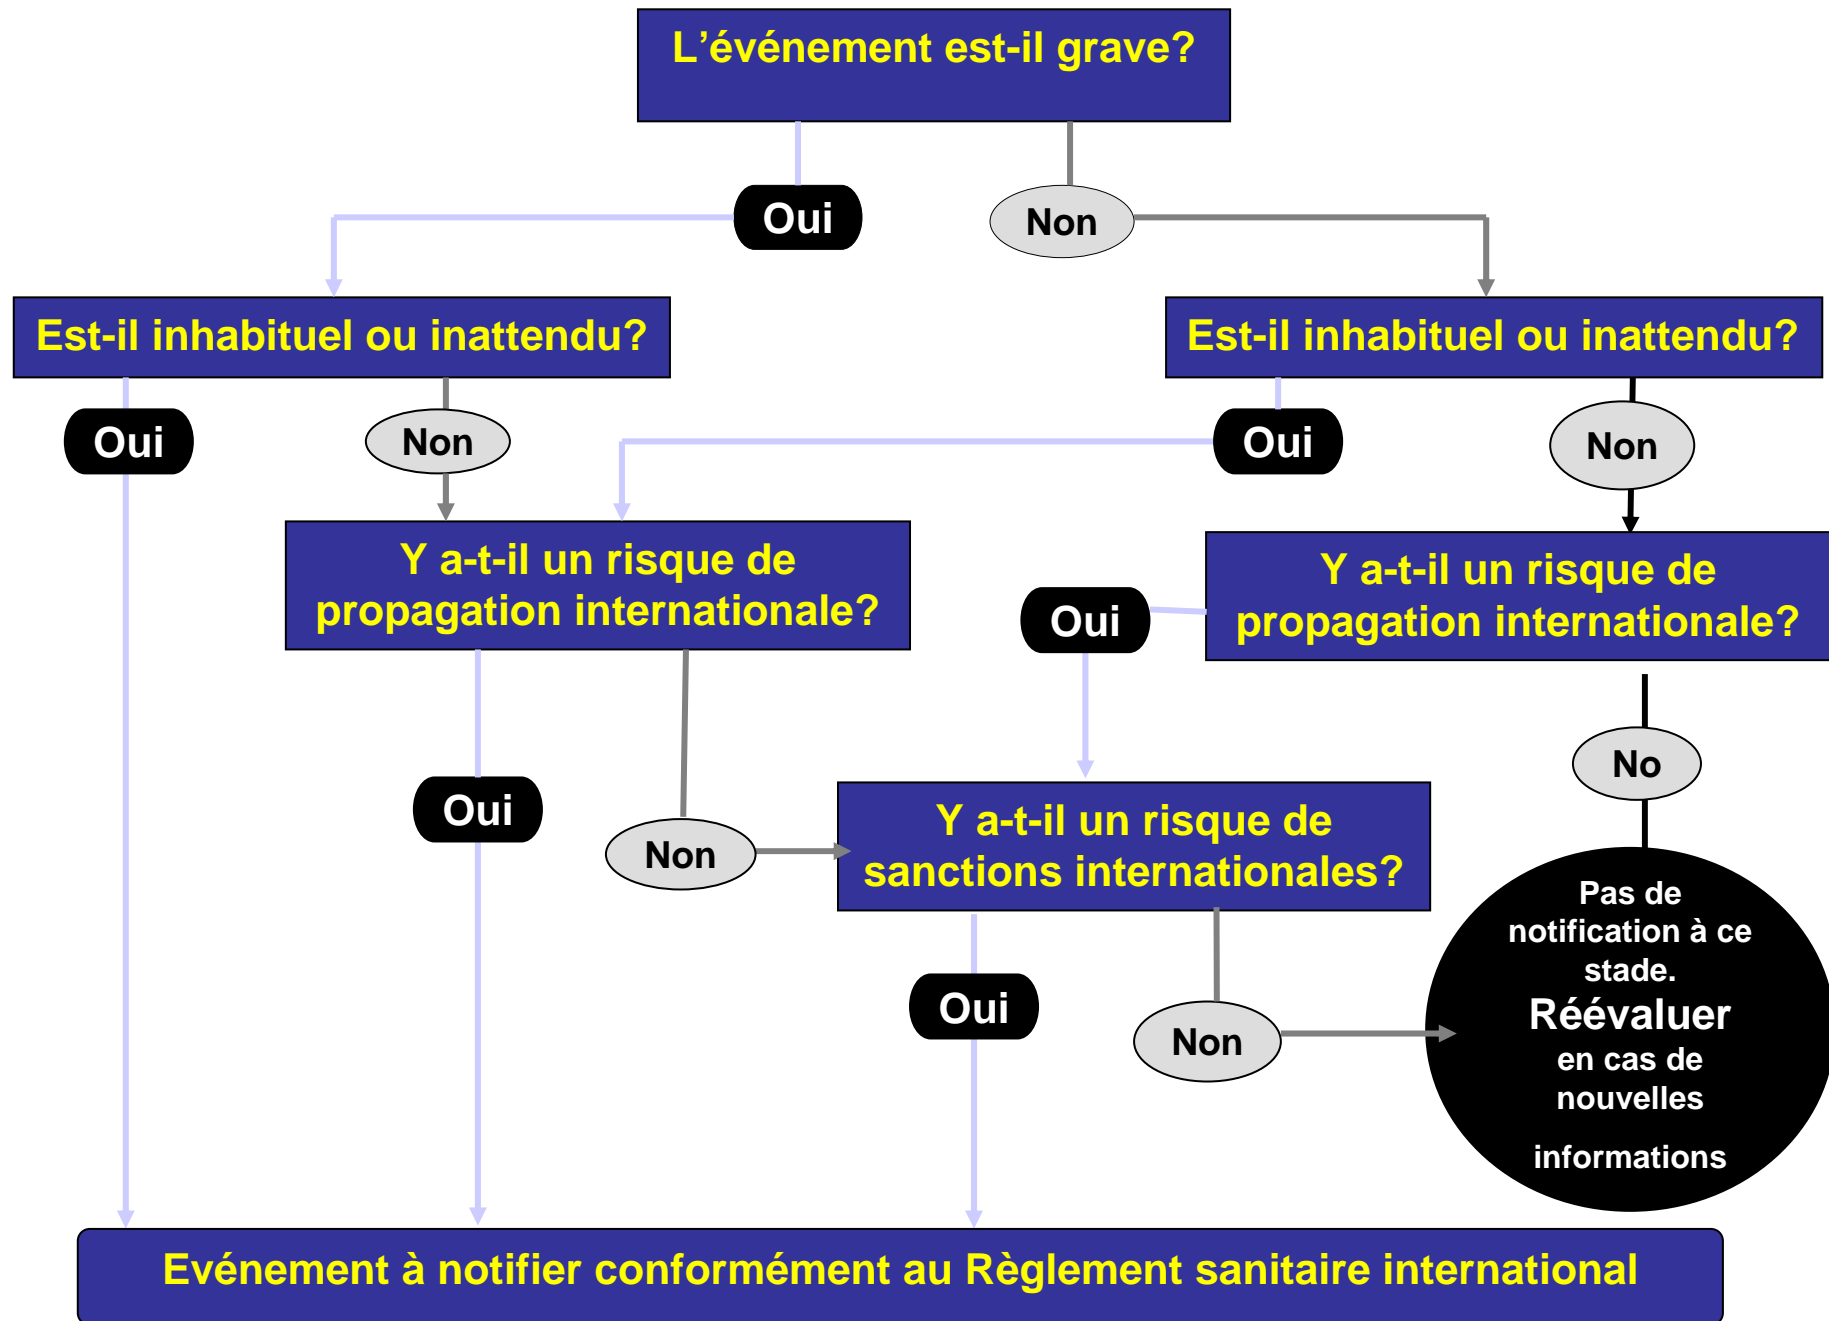 L’événement est-il grave?
Oui
Non
Est-il inhabituel ou inattendu?
Est-il inhabituel ou inattendu?
Oui
Non
Oui
Non
Y a-t-il un risque de
propagation internationale?
Y a-t-il un risque de
propagation internationale?
Oui
No
Oui
Non
Y a-t-il un risque de
sanctions internationales?
Oui
Non
Pas de
notification à ce
stade.
Réévaluer
en cas de
nouvelles
informations
Evénement à notifier conformément au Règlement sanitaire international